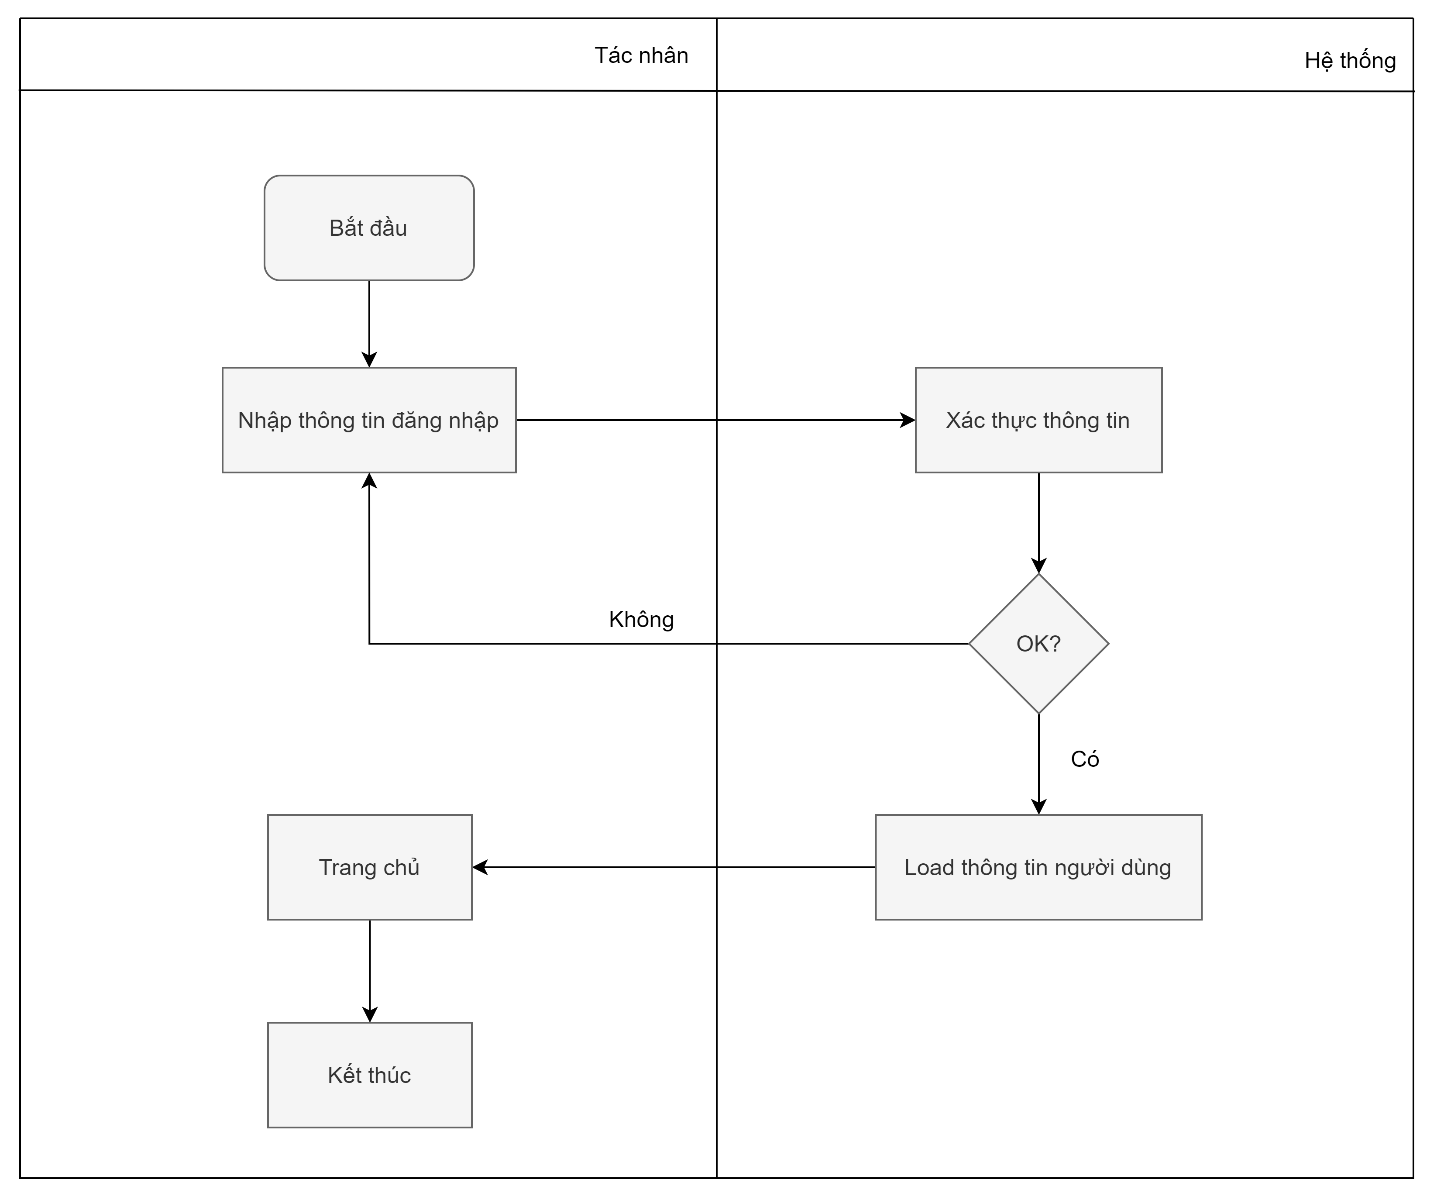 Tác nhân
Hệ thống
Bắt đầu
Nhập thông tin đăng nhập
Xác thực thông tin
Không
OK?
Có
Trang chủ
Load thông tin người dùng
Kết thúc